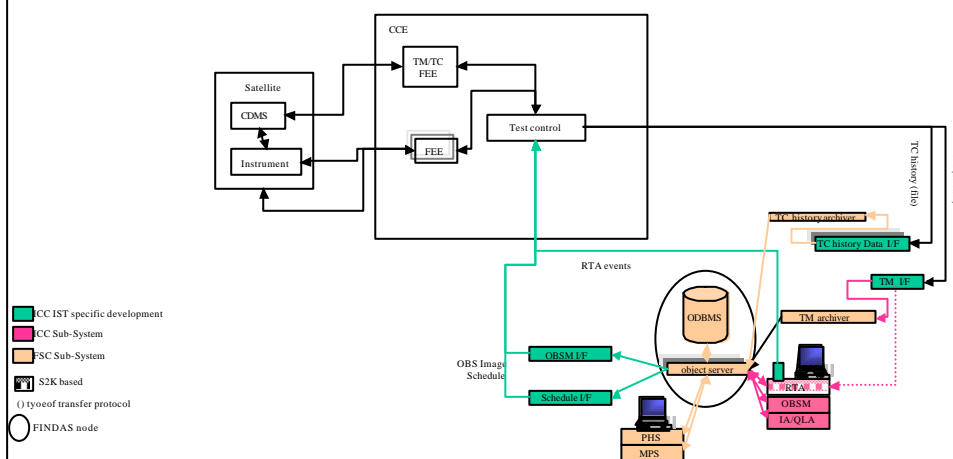 CCE
TM/TC
FEE
Satellite
CDMS
Test control
Instrument
FEE
TC history (file)
TC history archiver
TC history Data I/F
RTA events
TM I/F
ODBMS
TM archiver
ICC IST specific development
ICC Sub-System
FSC Sub-System
S2K based
() tyoeof transfer protocol
FINDAS node
OBSM I/F
OBS Image
Schedule
object server
Schedule I/F
RTA
OBSM
IA/QLA
PHS
MPS